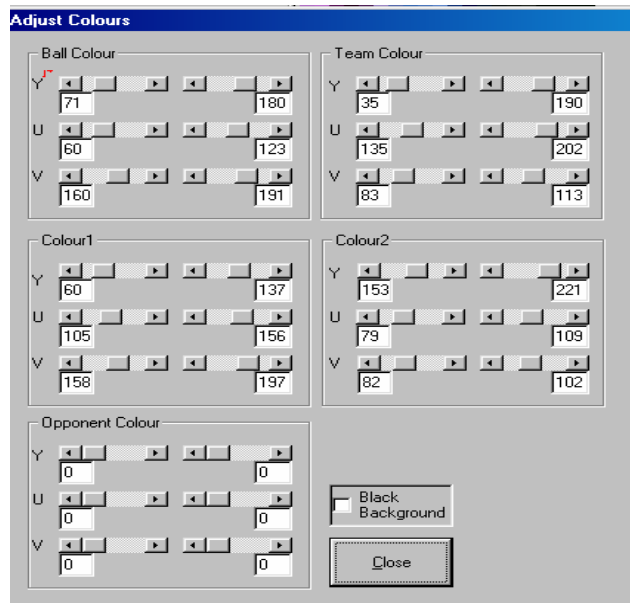 Adjust Colours
Ball Colour
Y 71 180
U 60 123
V 160 191
Team Colour
Y 35 190
U 135 202
V 83 113
Colour1
Y 60 137
U 105 156
V 158 197
Colour2
Y 153 221
U 79 109
V 82 102
Opponent Colour
Y 0 0
U 0 0
V 0 0
Black
Background
Close